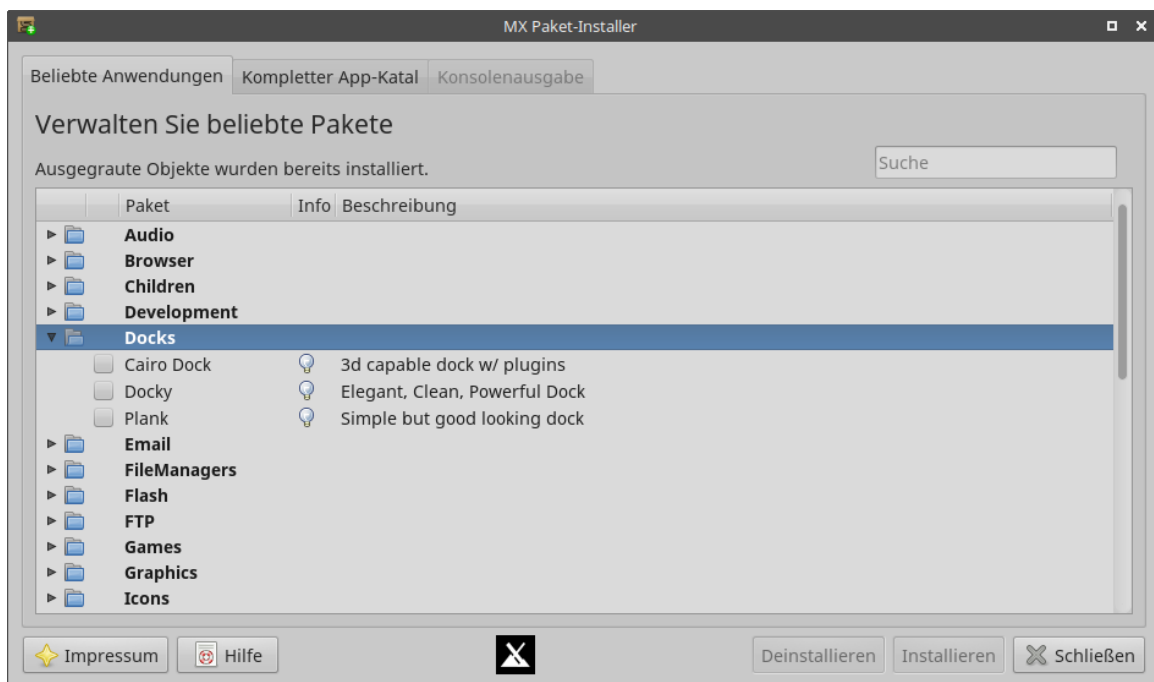 MX Paket-Installer
Beliebte Anwendungen Kompletter App-Katal Konsolenausgabe
Verwalten Sie beliebte Pakete
Ausgegraute Objekte wurden bereits installiert.
Suche
Paket Info Beschreibung
Audio
Browser
Children
Development
Docks
Cairo Dock 3d capable dock w/ plugins
Docky Elegant, Clean, Powerful Dock
Plank Simple but good looking dock
Email
FileManagers
Flash
FTP
Games
Graphics
Icons
Impressum Hilfe Deinstallieren Installieren Schließen